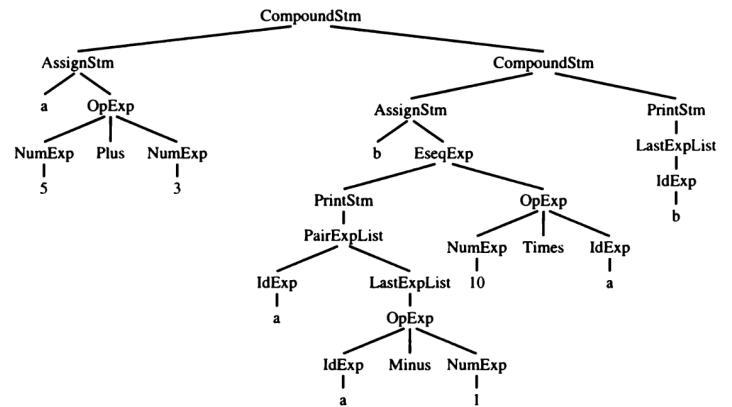 CompoundStm
AssignStm CompoundStm
a OpExp AssignStm PrintStm
NumExp Plus NumExp b EseqExp LastExpList
5 3 PrintStm OpExp IdExp
PairExpList NumExp Times IdExp b
IdExp LastExpList 10 a
a OpExp
IdExp Minus NumExp
a 1